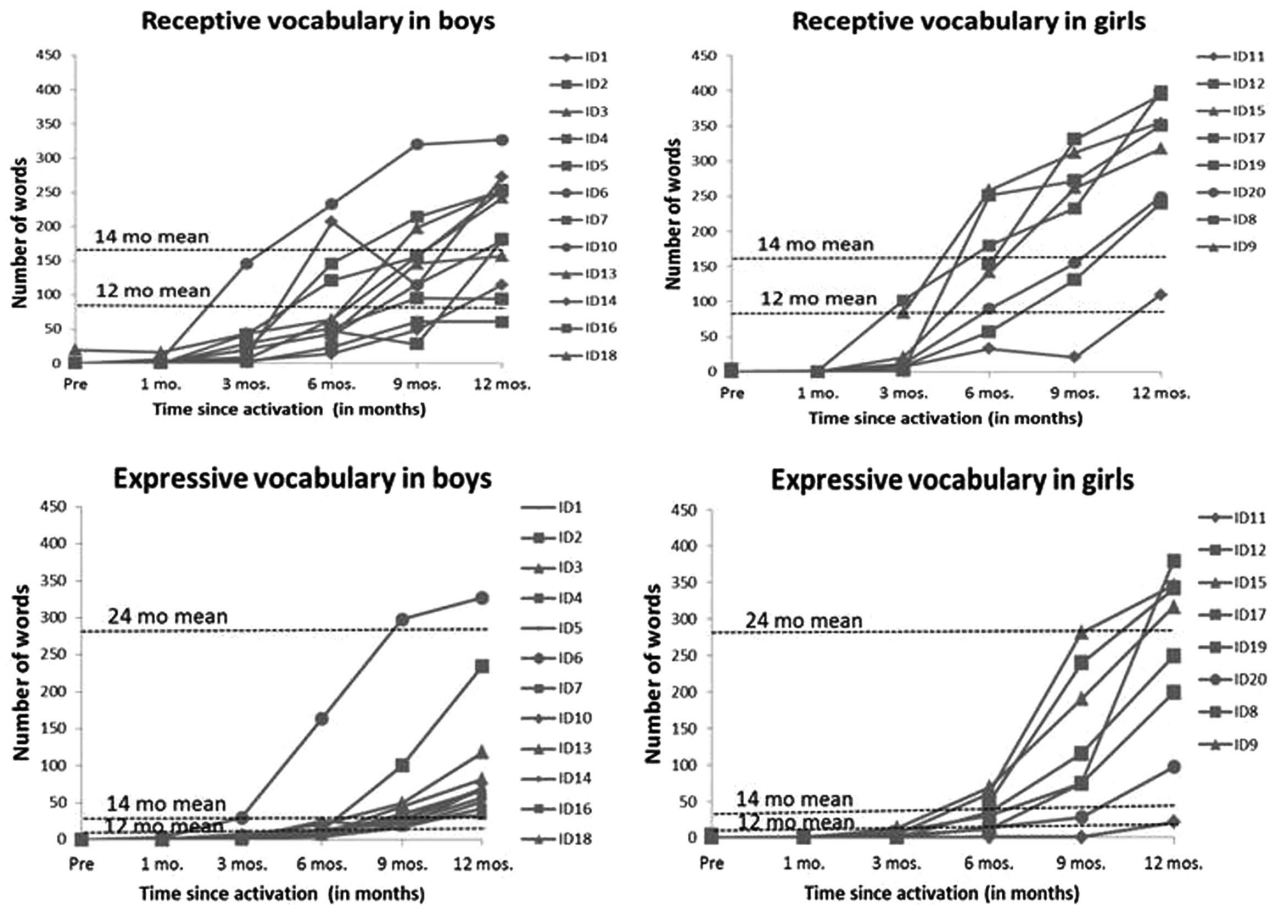 Receptive vocabulary in boys
Number of words
450
400
350
300
250
200
150
100
50
0
14 mo mean
12 mo mean
Pre 1 mo. 3 mos. 6 mos. 9 mos. 12 mos.
Time since activation (in months)
ID1
ID2
ID3
ID4
ID5
ID6
ID7
ID10
ID13
ID14
ID16
ID18
Receptive vocabulary in girls
Number of words
450
400
350
300
250
200
150
100
50
0
14 mo mean
12 mo mean
Pre 1 mo. 3 mos. 6 mos. 9 mos. 12 mos.
Time since activation (in months)
ID11
ID12
ID15
ID17
ID19
ID20
ID8
ID9
Expressive vocabulary in boys
Number of words
450
400
350
300
250
200
150
100
50
0
24 mo mean
14 mo mean
12 mo mean
Pre 1 mo. 3 mos. 6 mos. 9 mos. 12 mos.
Time since activation (in months)
ID1
ID2
ID3
ID4
ID5
ID6
ID7
ID10
ID13
ID14
ID16
ID18
Expressive vocabulary in girls
Number of words
450
400
350
300
250
200
150
100
50
0
24 mo mean
14 mo mean
12 mo mean
Pre 1 mo. 3 mos. 6 mos. 9 mos. 12 mos.
Time since activation (in months)
ID11
ID12
ID15
ID17
ID19
ID20
ID8
ID9